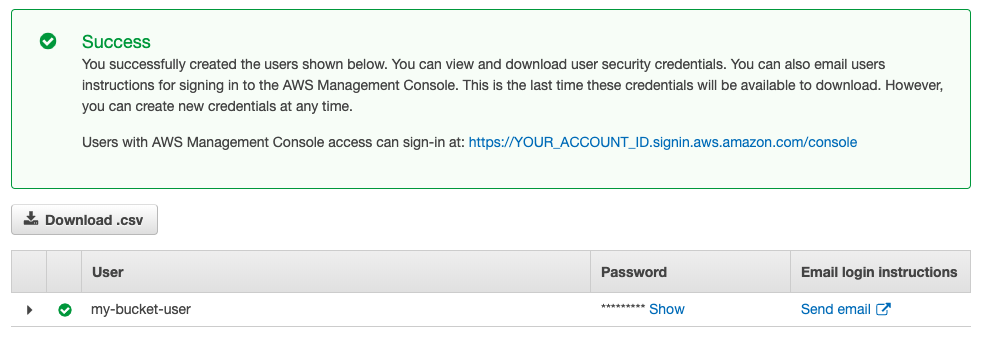 Success
You successfully created the users shown below. You can view and download user security credentials. You can also email users
instructions for signing in to the AWS Management Console. This is the last time these credentials will be available to download. However,
you can create new credentials at any time.
Users with AWS Management Console access can sign-in at: https://YOUR_ACCOUNT_ID.signin.aws.amazon.com/console
Download .csv
User Password Email login instructions
my-bucket-user ********* Show Send email